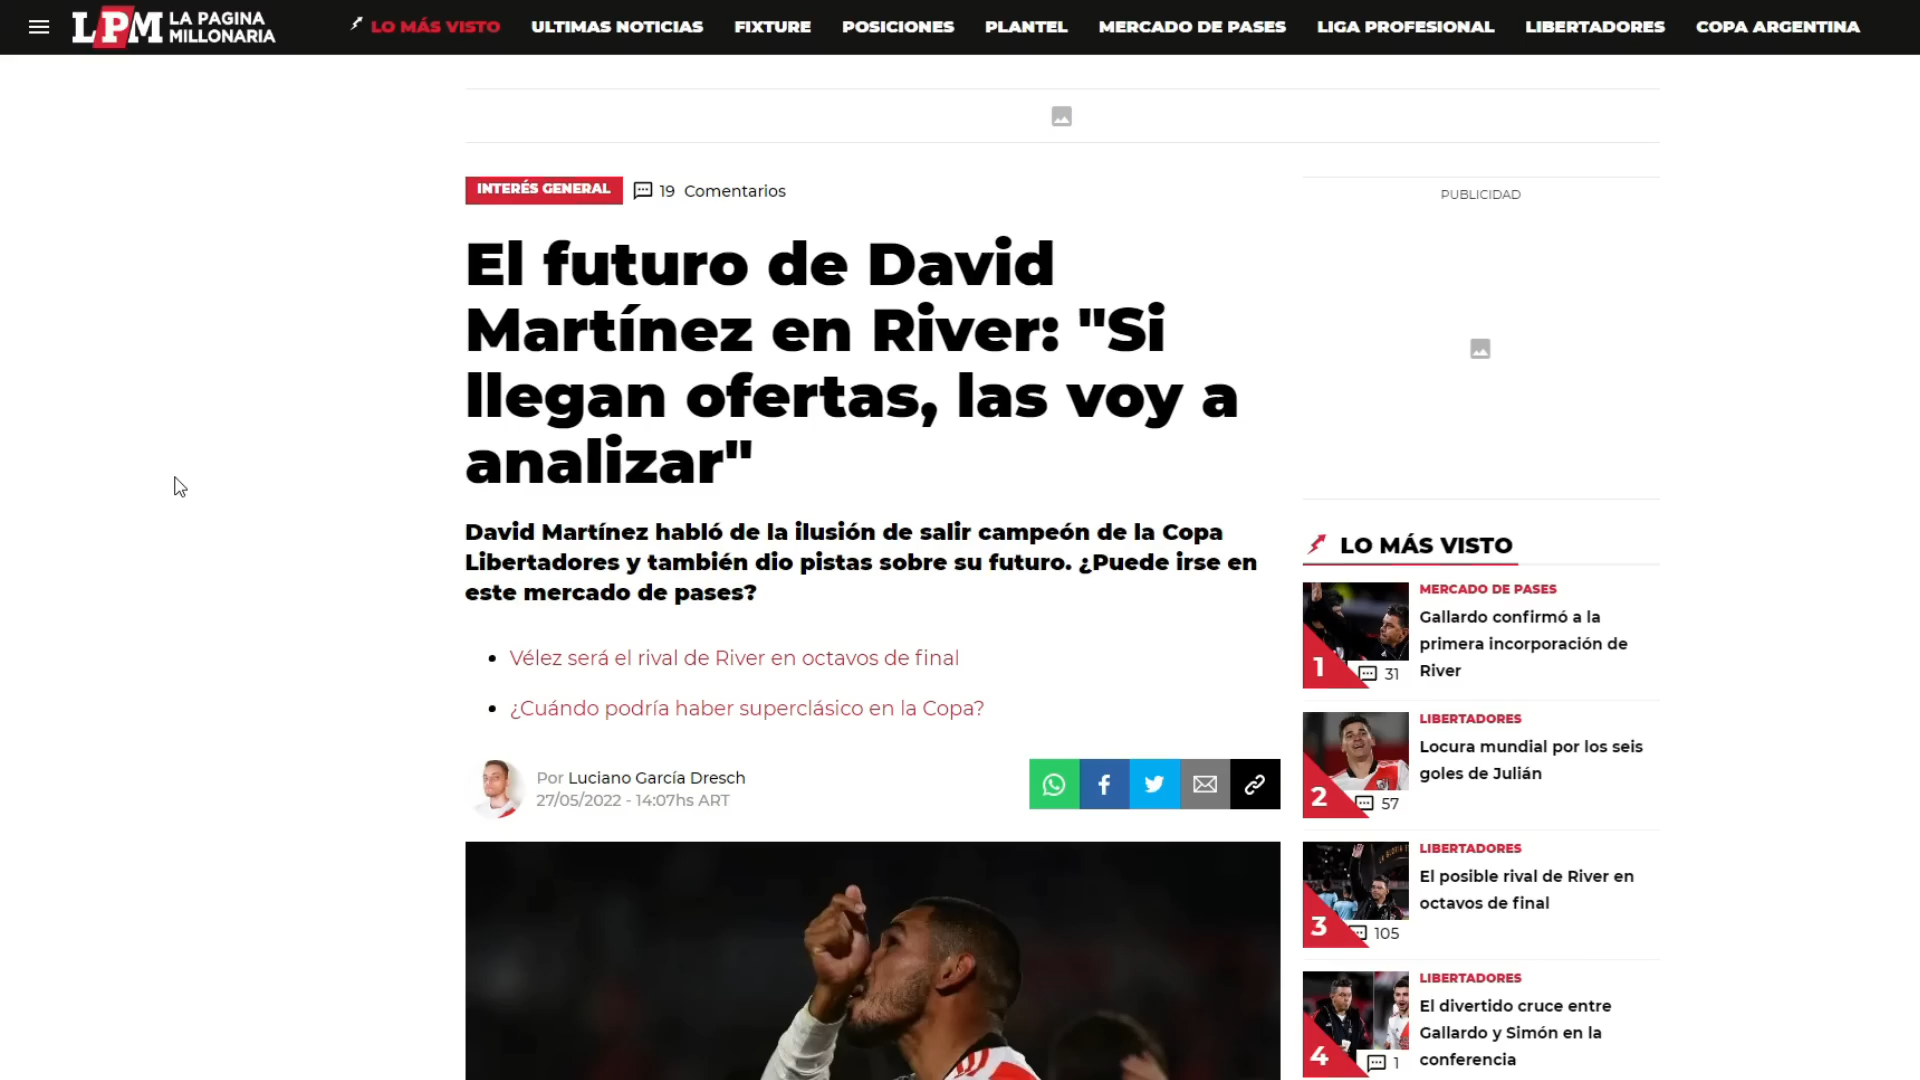 LPM LA PAGINA MILLONARIA
LO MÁS VISTO ULTIMAS NOTICIAS FIXTURE POSICIONES PLANTEL MERCADO DE PASES LIGA PROFESIONAL LIBERTADORES COPA ARGENTINA
INTERÉS GENERAL 19 Comentarios
El futuro de David
Martínez en River: "Si
llegan ofertas, las voy a
analizar"
David Martínez habló de la ilusión de salir campeón de la Copa
Libertadores y también dio pistas sobre su futuro. ¿Puede irse en
este mercado de pases?
Vélez será el rival de River en octavos de final
¿Cuándo podría haber superclásico en la Copa?
Por Luciano García Dresch
27/05/2022 - 14:07hs ART
PUBLICIDAD
LO MÁS VISTO
MERCADO DE PASES
Gallardo confirmó a la
primera incorporación de
River
1
31
LIBERTADORES
Locura mundial por los seis
goles de Julián
2
57
LIBERTADORES
El posible rival de River en
octavos de final
3
105
LIBERTADORES
El divertido cruce entre
Gallardo y Simón en la
conferencia
4
1